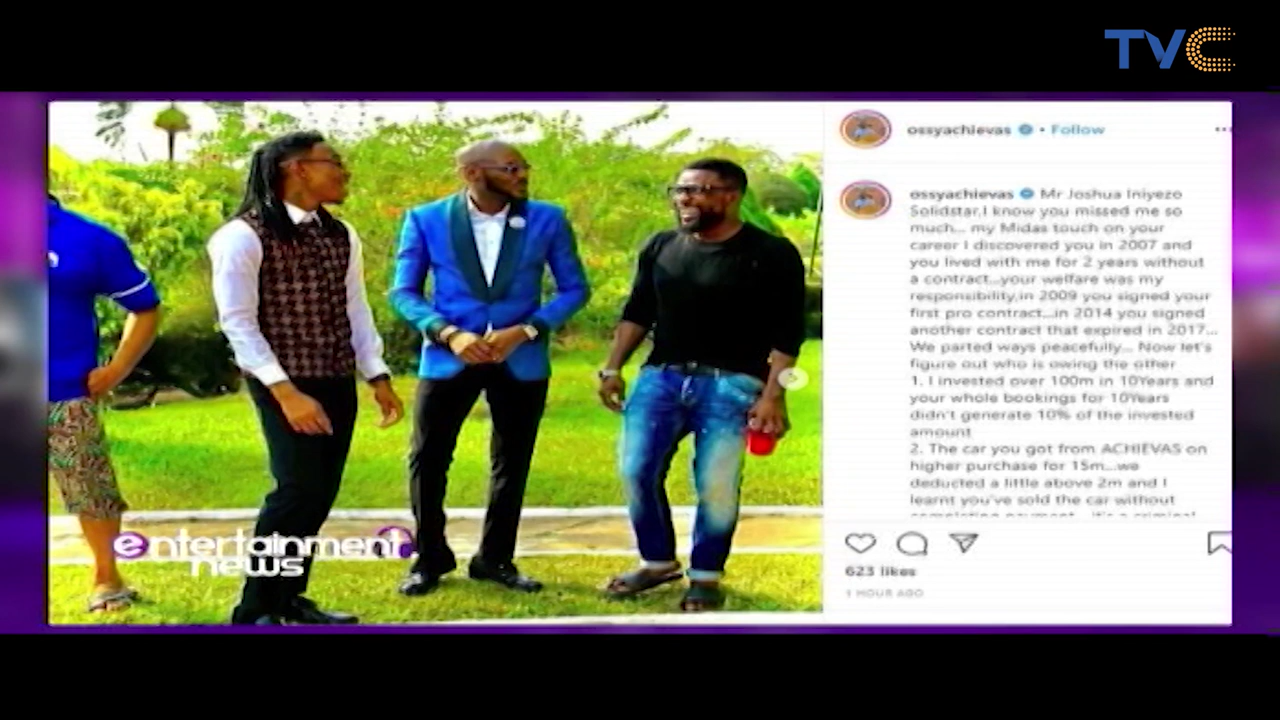 TVC
ossyachievas • Follow
ossyachievas Mr Joshua Iniyezo
Solidstar,I know you missed me so
much... my Midas touch on your
career I discovered you in 2007 and
you lived with me for 2 years without
a contract...your welfare was my
responsibility,in 2009 you signed your
first pro contract...in 2014 you signed
another contract that expired in 2017...
We parted ways peacefully... Now let's
figure out who is owing the other
1. I invested over 100m in 10Years and
your whole bookings for 10Years
didn't generate 10% of the invested
amount
2. The car you got from ACHIEVAS on
higher purchase for 15m...we
deducted a little above 2m and I
learnt you've sold the car without
completing payment...it's a criminal
623 likes
1 HOUR AGO
entertainment
news